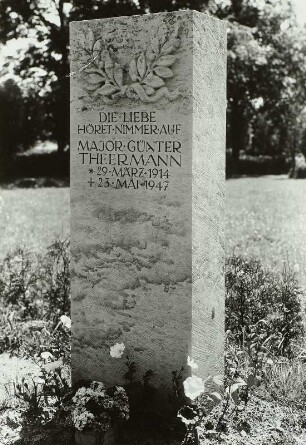 DIE LIEBE
HÖRET·NIMMER·AUF
MAJOR·GÜNTER
THEERMANN
*·29·MÄRZ·1914
+·23·MAI·1947